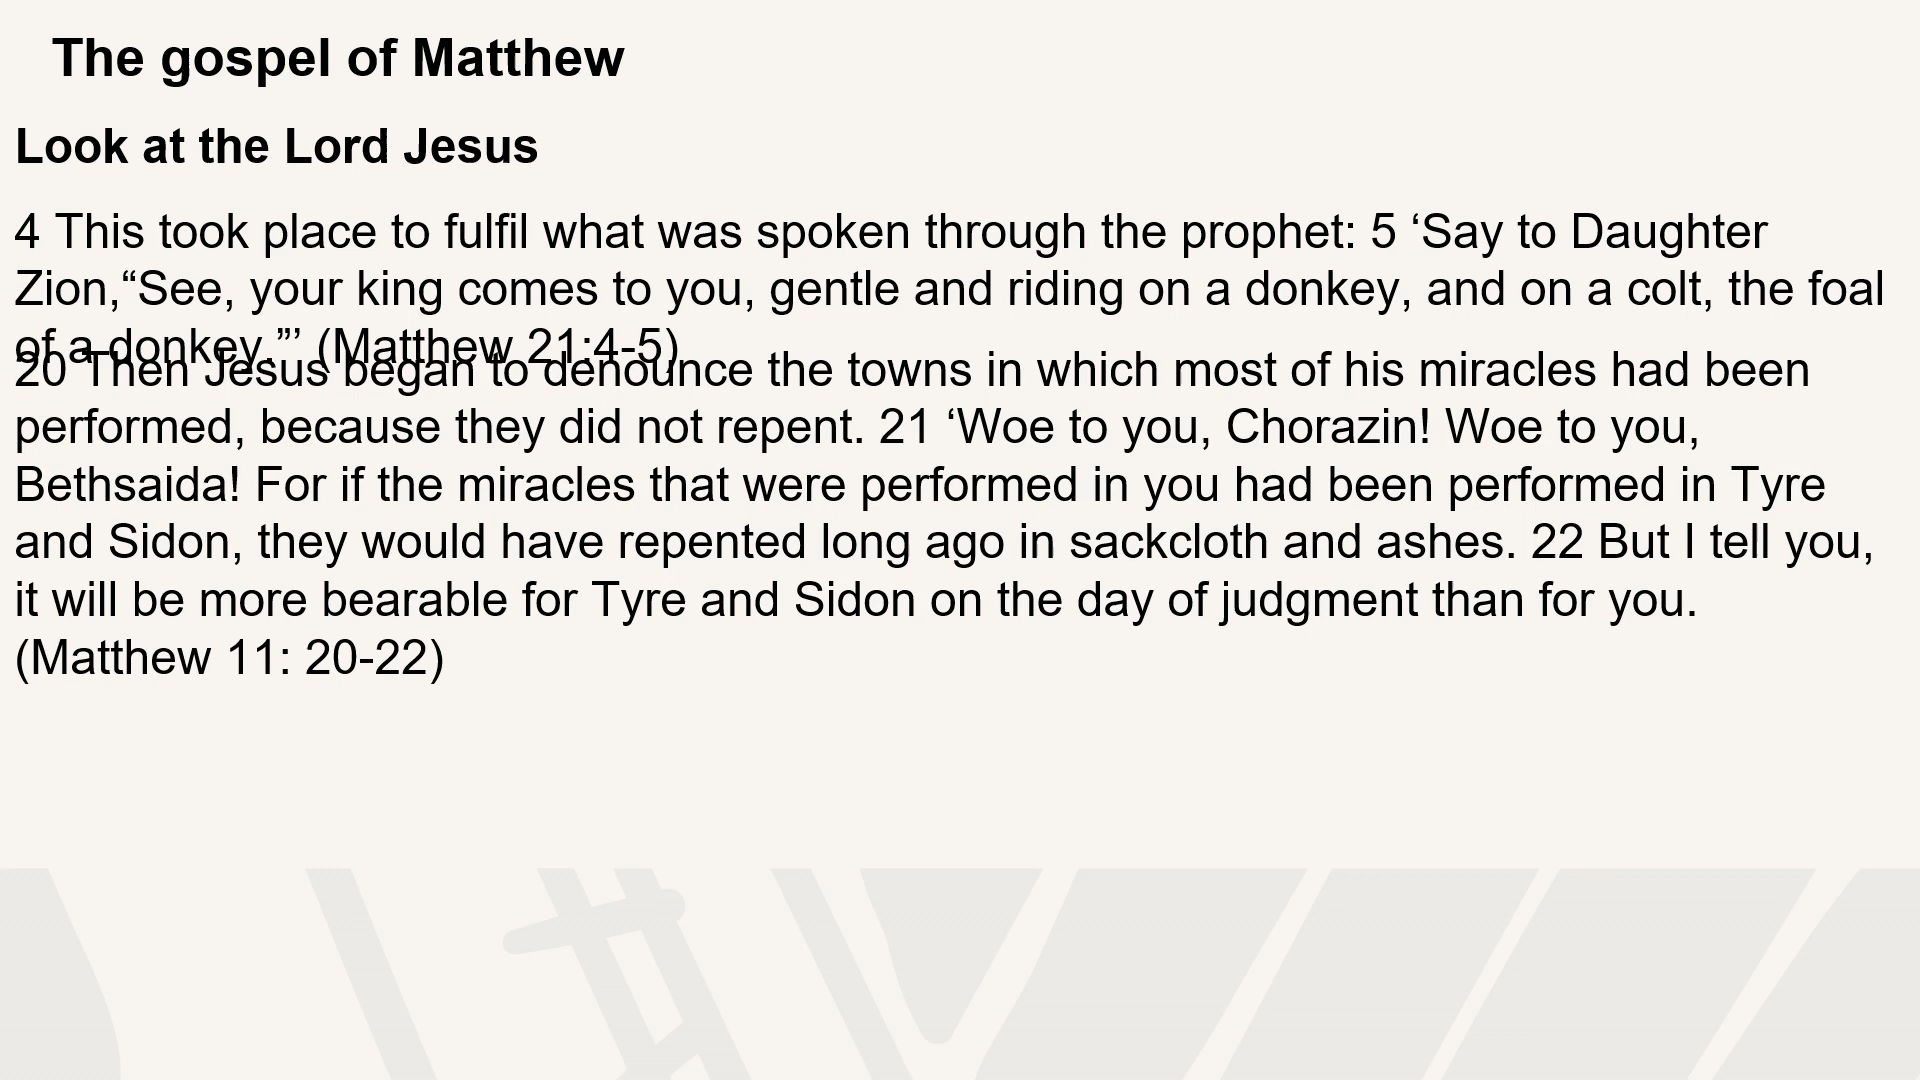 The gospel of Matthew
Look at the Lord Jesus
4 This took place to fulfil what was spoken through the prophet: 5 ‘Say to Daughter
Zion,“See, your king comes to you, gentle and riding on a donkey, and on a colt, the foal
of a donkey.”’ (Matthew 21:4-5)
20 Then Jesus began to denounce the towns in which most of his miracles had been
performed, because they did not repent. 21 ‘Woe to you, Chorazin! Woe to you,
Bethsaida! For if the miracles that were performed in you had been performed in Tyre
and Sidon, they would have repented long ago in sackcloth and ashes. 22 But I tell you,
it will be more bearable for Tyre and Sidon on the day of judgment than for you.
(Matthew 11: 20-22)